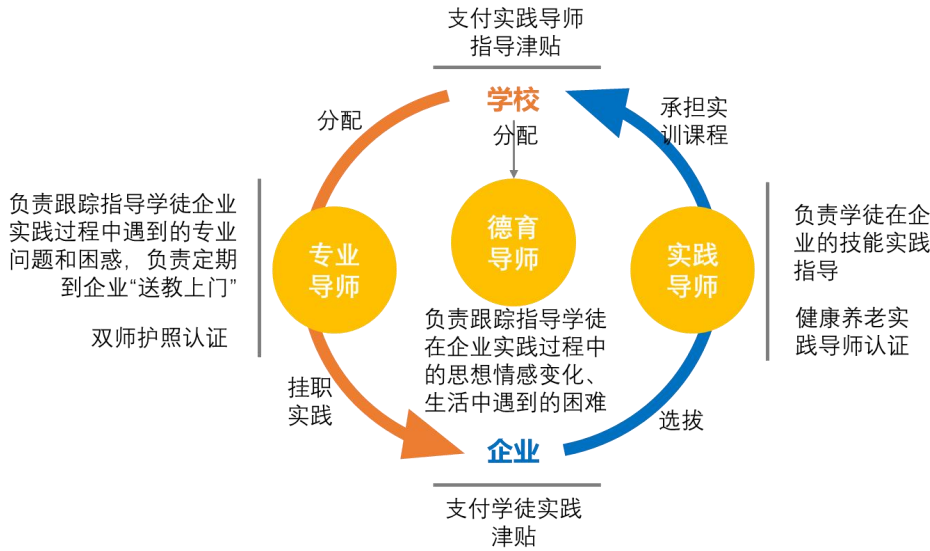 支付实践导师
指导津贴
学校
分配
分配
承担实
训课程
负责跟踪指导学徒企业
实践过程中遇到的专业
问题和困惑，负责定期
到企业“送教上门”
双师护照认证
专业
导师
德育
导师
实践
导师
负责学徒在企
业的技能实践
指导
健康养老实
践导师认证
负责跟踪指导学徒
在企业实践过程中
的思想情感变化、
生活中遇到的困难
挂职
实践
选拔
企业
支付学徒实践
津贴